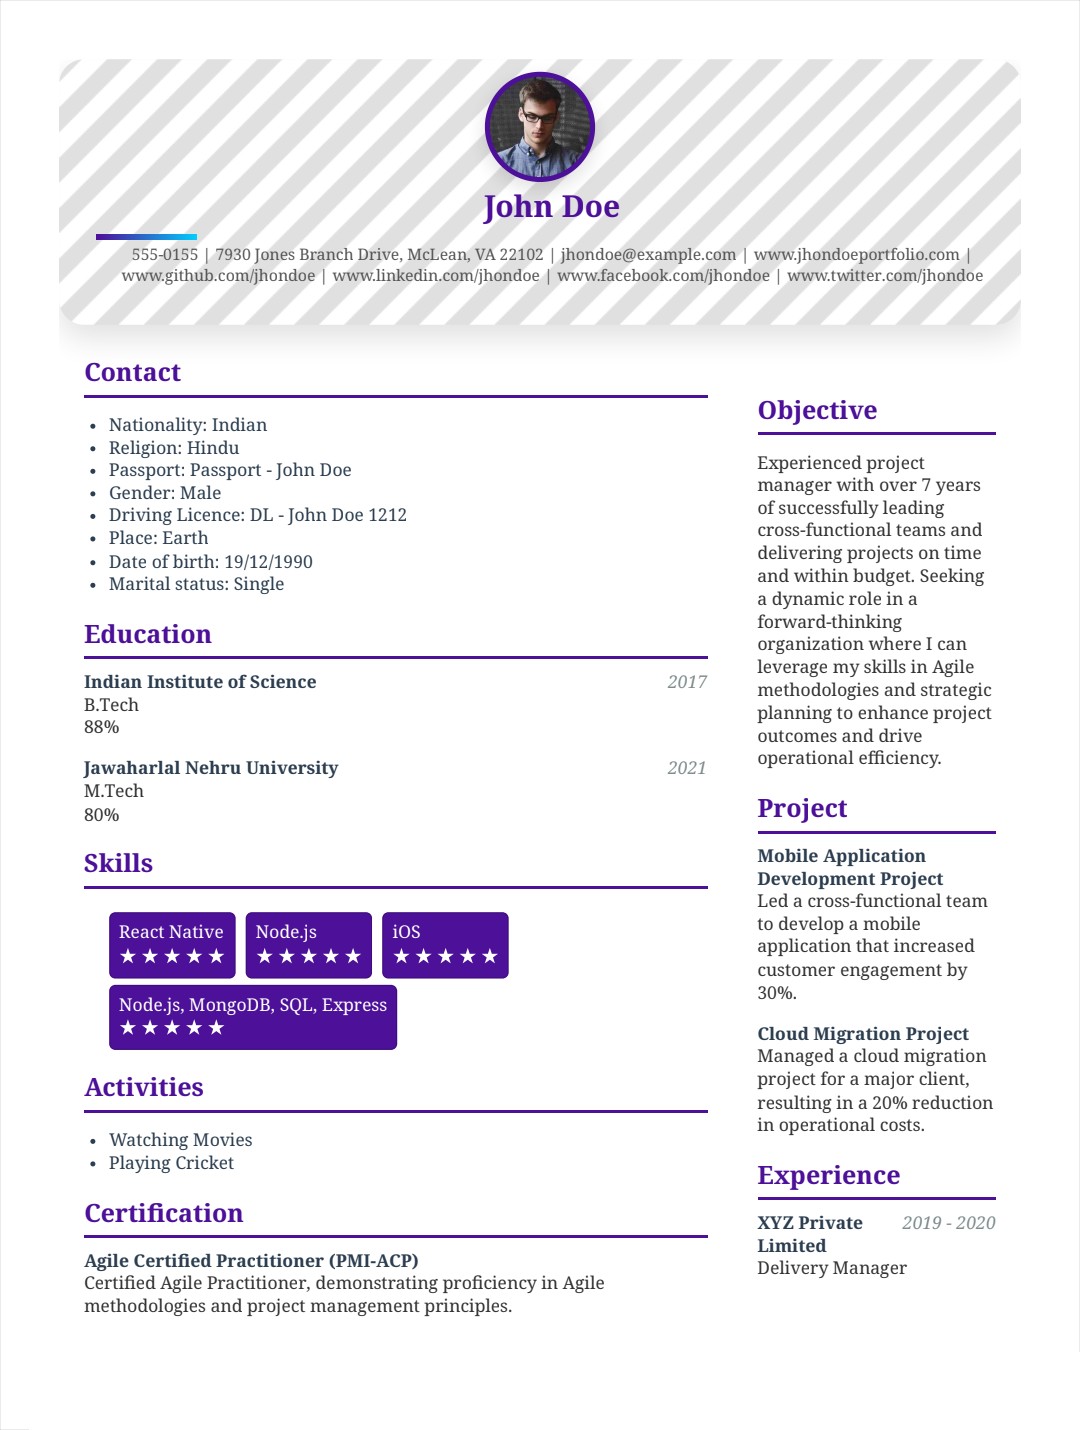 John Doe
555-0155 | 7930 Jones Branch Drive, McLean, VA 22102 | jhondoe@example.com | www.jhondoeportfolio.com |
www.github.com/jhondoe | www.linkedin.com/jhondoe | www.facebook.com/jhondoe | www.twitter.com/jhondoe
Contact
• Nationality: Indian
• Religion: Hindu
• Passport: Passport - John Doe
• Gender: Male
• Driving Licence: DL - John Doe 1212
• Place: Earth
• Date of birth: 19/12/1990
• Marital status: Single
Education
Indian Institute of Science 2017
B.Tech
88%
Jawaharlal Nehru University 2021
M.Tech
80%
Skills
React Native Node.js iOS
★★★★★ ★★★★★ ★★★★★
Node.js, MongoDB, SQL, Express
★★★★★
Activities
• Watching Movies
• Playing Cricket
Certification
Agile Certified Practitioner (PMI-ACP)
Certified Agile Practitioner, demonstrating proficiency in Agile
methodologies and project management principles.
Objective
Experienced project
manager with over 7 years
of successfully leading
cross-functional teams and
delivering projects on time
and within budget. Seeking
a dynamic role in a
forward-thinking
organization where I can
leverage my skills in Agile
methodologies and strategic
planning to enhance project
outcomes and drive
operational efficiency.
Project
Mobile Application
Development Project
Led a cross-functional team
to develop a mobile
application that increased
customer engagement by
30%.
Cloud Migration Project
Managed a cloud migration
project for a major client,
resulting in a 20% reduction
in operational costs.
Experience
XYZ Private 2019 - 2020
Limited
Delivery Manager